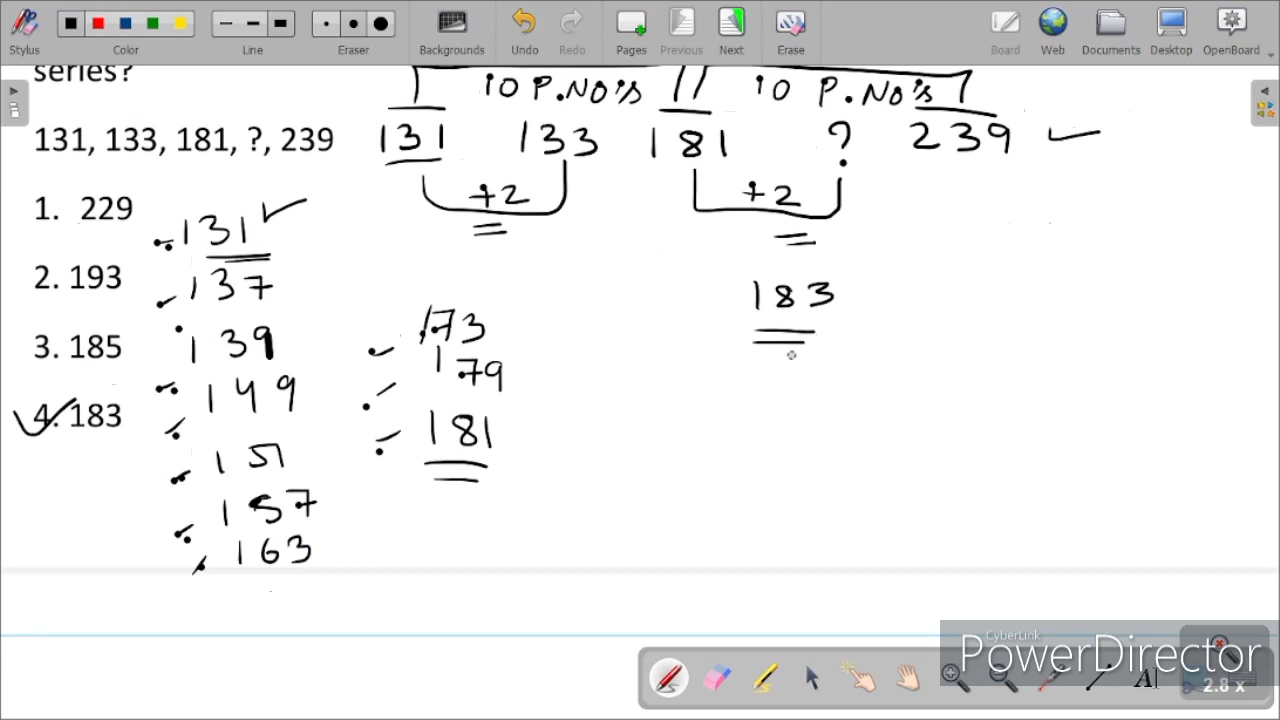 Stylus Color Line Eraser Backgrounds Undo Redo Pages Previous Next Erase Board Web Documents Desktop OpenBoard
series?
10 P.NO'S 10 P.NO'S
131, 133, 181, ?, 239
131 133 181 ? 239
+2 +2
1. 229
2. 193
3. 185
4. 183
131
137
139
149
151
157
163
173
179
181
183
CyberLink
PowerDirector
2.8 x